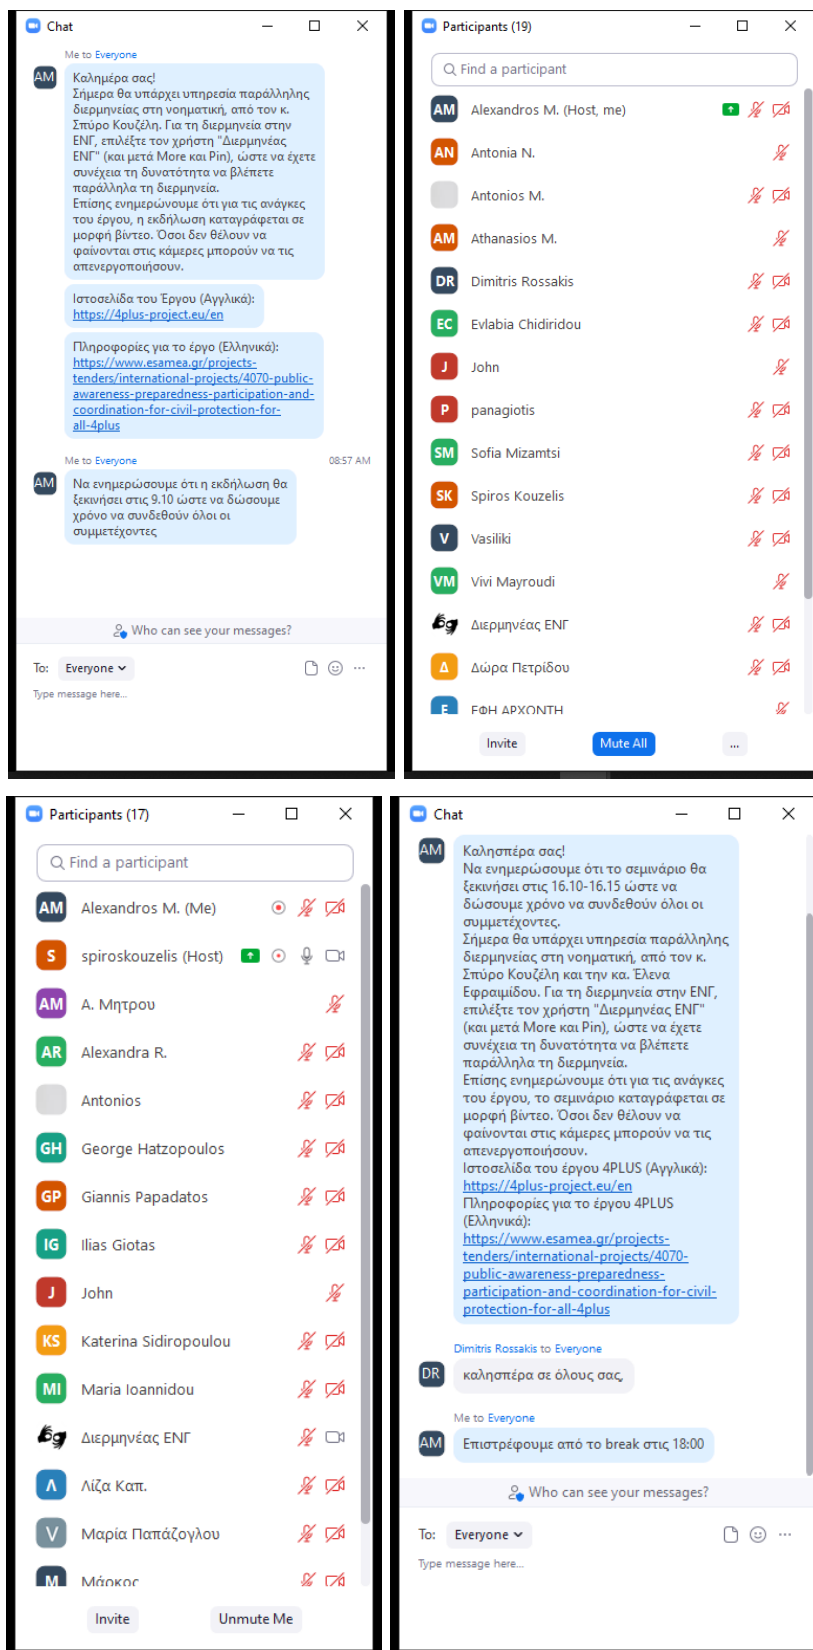 Chat
Me to Everyone
AM
Καλημέρα σας!
Σήμερα θα υπάρχει υπηρεσία παράλληλης
διερμηνείας στη νοηματική, από τον κ.
Σπύρο Κουζέλη. Για τη διερμηνεία στην
ΕΝΓ, επιλέξτε τον χρήστη "Διερμηνέας
ΕΝΓ" (και μετά More και Pin), ώστε να έχετε
συνέχεια τη δυνατότητα να βλέπετε
παράλληλα τη διερμηνεία.
Επίσης ενημερώνουμε ότι για τις ανάγκες
του έργου, η εκδήλωση καταγράφεται σε
μορφή βίντεο. Όσοι δεν θέλουν να
φαίνονται στις κάμερες μπορούν να τις
απενεργοποιήσουν.
Ιστοσελίδα του Έργου (Αγγλικά):
https://4plus-project.eu/en
Πληροφορίες για το έργο (Ελληνικά):
https://www.esamea.gr/projects-
tenders/international-projects/4070-public-
awareness-preparedness-participation-and-
coordination-for-civil-protection-for-
all-4plus
Me to Everyone 08:57 AM
AM
Να ενημερώσουμε ότι η εκδήλωση θα
ξεκινήσει στις 9.10 ώστε να δώσουμε
χρόνο να συνδεθούν όλοι οι
συμμετέχοντες
Who can see your messages?
To: Everyone
Type message here...
Participants (19)
Find a participant
AM Alexandros M. (Host, me)
AN Antonia N.
Antonios M.
AM Athanasios M.
DR Dimitris Rossakis
EC Evlabia Chidiridou
J John
P panagiotis
SM Sofia Mizamtsi
SK Spiros Kouzelis
V Vasiliki
VM Vivi Mayroudi
Διερμηνέας ΕΝΓ
Δ Δώρα Πετρίδου
Ε ΕΦΗ ΑΡΧΟΝΤΗ
Invite Mute All ...
Participants (17)
Find a participant
AM Alexandros M. (Me)
S spiroskouzelis (Host)
AM Α. Μητρου
AR Alexandra R.
Antonios
GH George Hatzopoulos
GP Giannis Papadatos
IG Ilias Giotas
J John
KS Katerina Sidiropoulou
MI Maria Ioannidou
Διερμηνέας ΕΝΓ
Λ Λίζα Καπ.
V Μαρία Παπάζογλου
M Μάρκος
Invite Unmute Me
Chat
AM
Καλησπέρα σας!
Να ενημερώσουμε ότι το σεμινάριο θα
ξεκινήσει στις 16.10-16.15 ώστε να
δώσουμε χρόνο να συνδεθούν όλοι οι
συμμετέχοντες.
Σήμερα θα υπάρχει υπηρεσία παράλληλης
διερμηνείας στη νοηματική, από τον κ.
Σπύρο Κουζέλη και την κα. Έλενα
Εφραιμίδου. Για τη διερμηνεία στην ΕΝΓ,
επιλέξτε τον χρήστη "Διερμηνέας ΕΝΓ"
(και μετά More και Pin), ώστε να έχετε
συνέχεια τη δυνατότητα να βλέπετε
παράλληλα τη διερμηνεία.
Επίσης ενημερώνουμε ότι για τις ανάγκες
του έργου, το σεμινάριο καταγράφεται σε
μορφή βίντεο. Όσοι δεν θέλουν να
φαίνονται στις κάμερες μπορούν να τις
απενεργοποιήσουν.
Ιστοσελίδα του έργου 4PLUS (Αγγλικά):
https://4plus-project.eu/en
Πληροφορίες για το έργου 4PLUS
(Ελληνικά):
https://www.esamea.gr/projects-
tenders/international-projects/4070-
public-awareness-preparedness-
participation-and-coordination-for-civil-
protection-for-all-4plus
Dimitris Rossakis to Everyone
DR
καλησπέρα σε όλους σας,
Me to Everyone
AM
Επιστρέφουμε από το break στις 18:00
Who can see your messages?
To: Everyone
Type message here...